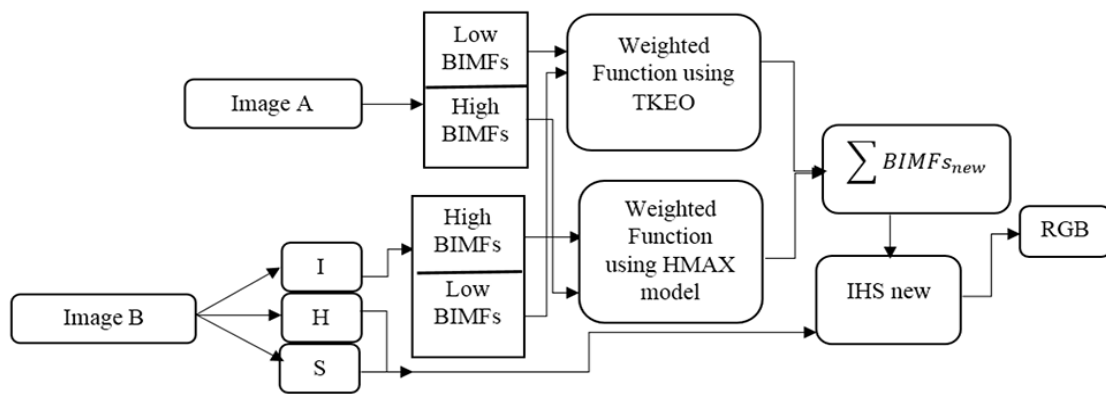 Image A
Low
BIMFs
High
BIMFs
Weighted
Function using
TKEO
∑ BIMFs_new
RGB
Image B
I
H
S
High
BIMFs
Low
BIMFs
Weighted
Function
using HMAX
model
IHS new